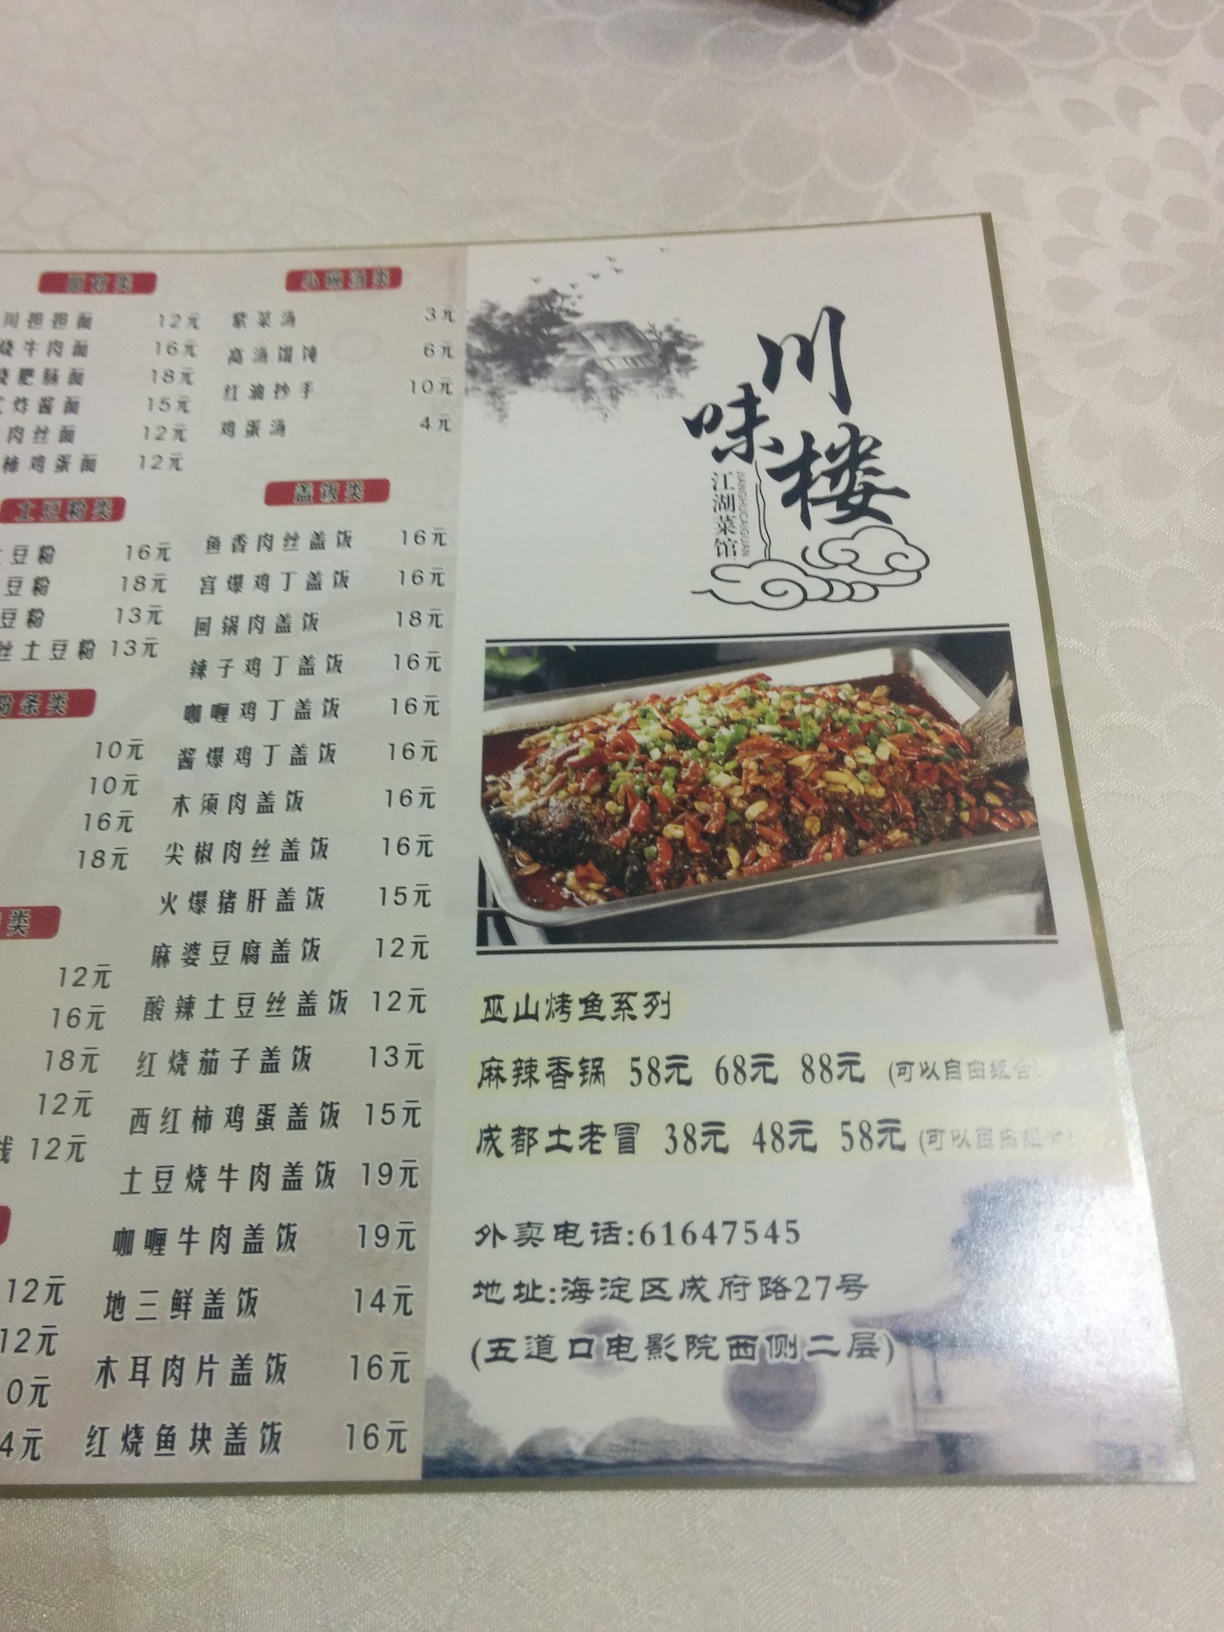 川担担面 12元
烧牛肉面 16元
烧肥肠面 18元
炸酱面 15元
肉丝面 12元
柿鸡蛋面 12元
土豆粉类
土豆粉 16元
豆粉 18元
豆粉 13元
丝土豆粉 13元
粉条类
10元
10元
16元
18元
类
12元
16元
18元
12元
线 12元
12元
12元
0元
4元
小碗汤类
紫菜汤 3元
高汤馄饨 6元
红油抄手 10元
鸡蛋汤 4元
盖饭类
鱼香肉丝盖饭 16元
宫爆鸡丁盖饭 16元
回锅肉盖饭 18元
辣子鸡丁盖饭 16元
咖喱鸡丁盖饭 16元
酱爆鸡丁盖饭 16元
木须肉盖饭 16元
尖椒肉丝盖饭 16元
火爆猪肝盖饭 15元
麻婆豆腐盖饭 12元
酸辣土豆丝盖饭 12元
红烧茄子盖饭 13元
西红柿鸡蛋盖饭 15元
土豆烧牛肉盖饭 19元
咖喱牛肉盖饭 19元
地三鲜盖饭 14元
木耳肉片盖饭 16元
红烧鱼块盖饭 16元
川味楼
江湖菜馆
JIANGHUCAIGUAN
巫山烤鱼系列
麻辣香锅 58元 68元 88元 (可以自由组合)
成都土老冒 38元 48元 58元 (可以自由组合)
外卖电话:61647545
地址:海淀区成府路27号
(五道口电影院西侧二层)